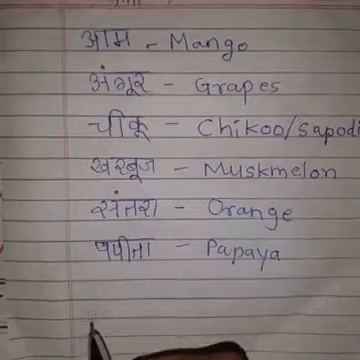 आम - Mango
अंगूर - Grapes
चीकू - Chikoo/Sapodi
खरबूज - Muskmelon
संतरा - Orange
पपीता - Papaya